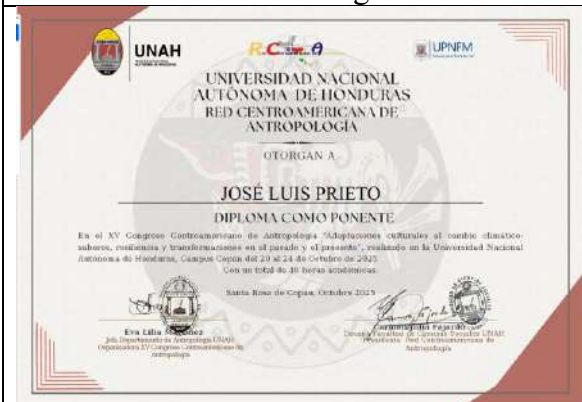 UNAH
R.C.A
UPNFM
UNIVERSIDAD NACIONAL
AUTÓNOMA DE HONDURAS
RED CENTROAMERICANA DE
ANTROPOLOGÍA
OTORGAN A
JOSÉ LUIS PRIETO
DIPLOMA COMO PONENTE
En el XV Congreso Centroamericano de Antropología "Adaptaciones culturales al cambio climático:
saberes, resiliencia y transformaciones en el pasado y el presente", realizado en la Universidad Nacional
Autónoma de Honduras, Campus Copán del 20 al 24 de Octubre de 2025
Con un total de 40 horas académicas.
Santa Rosa de Copán, Octubre 2025
Eva Lilia
Jefa Departamento de Antropología UNAH
Organizadora XV Congreso Centroamericano de
Antropología
Fajardo
Decana Facultad de Ciencias Sociales UNAH
Presidenta Red Centroamericana de
Antropología